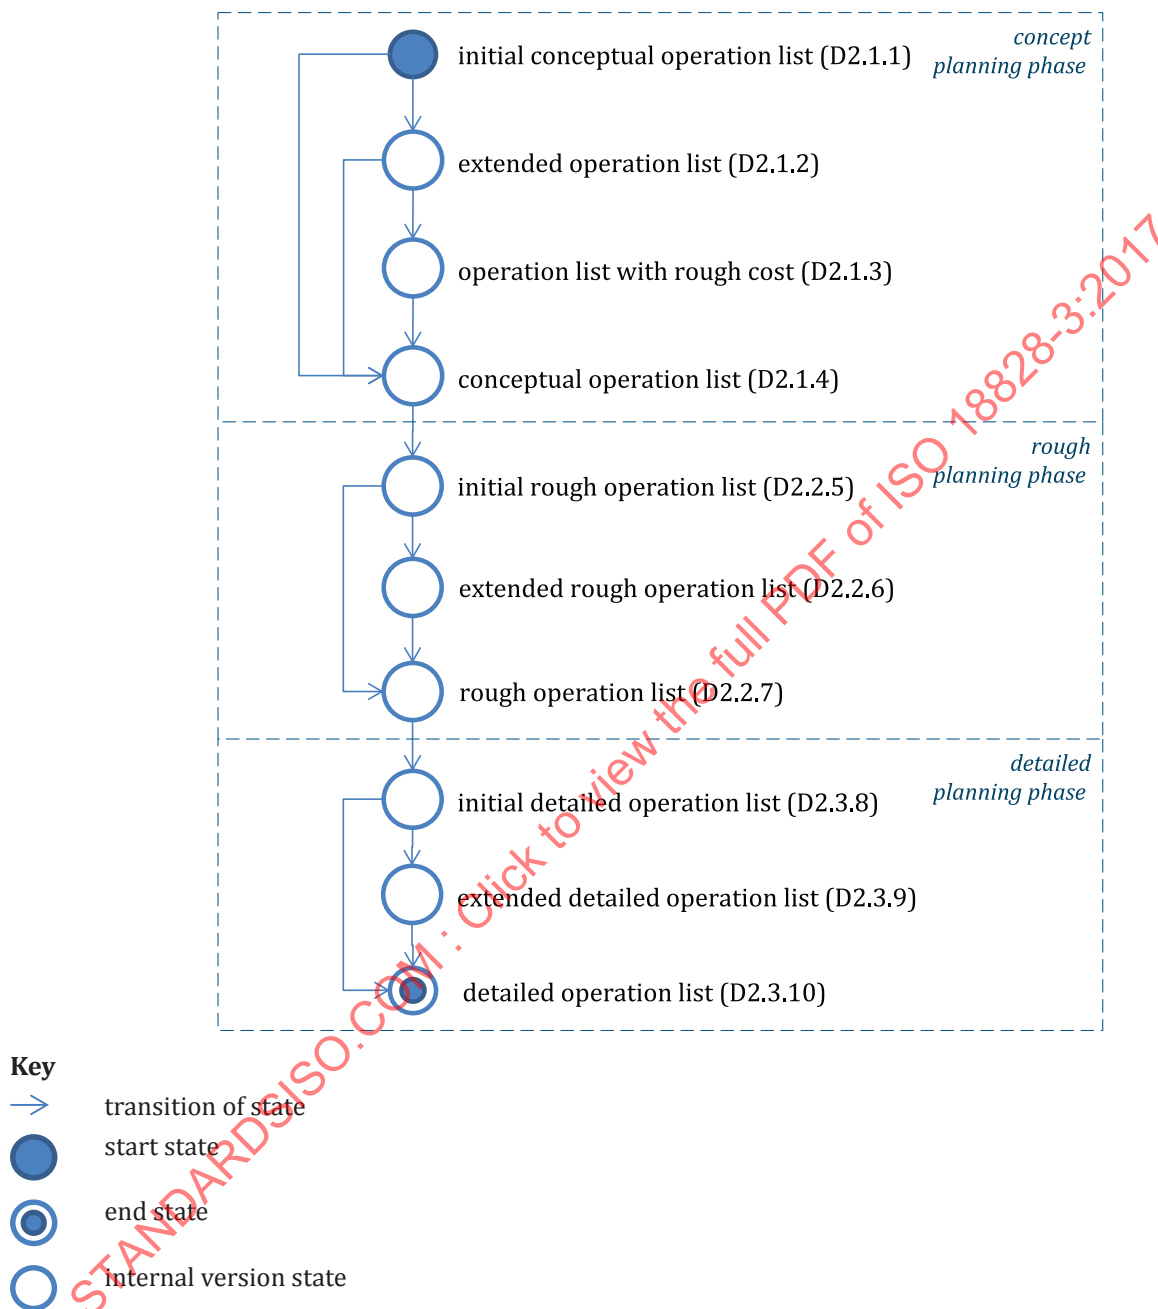 initial conceptual operation list (D2.1.1)
concept
planning phase
extended operation list (D2.1.2)
operation list with rough cost (D2.1.3)
conceptual operation list (D2.1.4)
rough
planning phase
initial rough operation list (D2.2.5)
extended rough operation list (D2.2.6)
rough operation list (D2.2.7)
detailed
planning phase
initial detailed operation list (D2.3.8)
extended detailed operation list (D2.3.9)
detailed operation list (D2.3.10)
Key
transition of state
start state
end state
internal version state
STANDARDSISO.COM : Click to view the full PDF of ISO 18828-3:2017